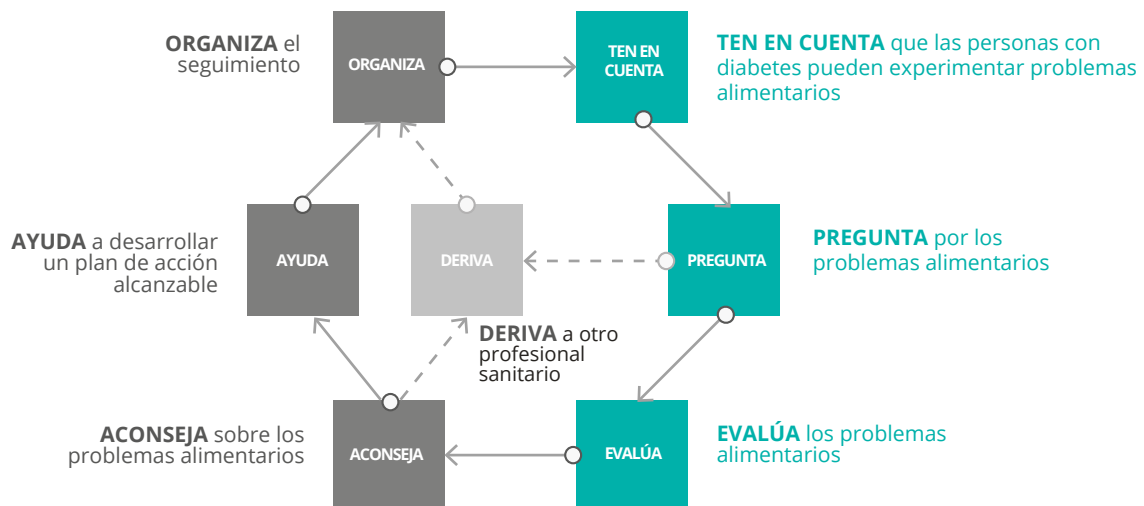 ORGANIZA el
seguimiento
ORGANIZA
TEN EN
CUENTA
TEN EN CUENTA que las personas con
diabetes pueden experimentar problemas
alimentarios
AYUDA a desarrollar
un plan de acción
alcanzable
AYUDA
DERIVA
PREGUNTA
PREGUNTA por los
problemas alimentarios
DERIVA a otro
profesional
sanitario
ACONSEJA sobre los
problemas alimentarios
ACONSEJA
EVALÚA
EVALÚA los problemas
alimentarios